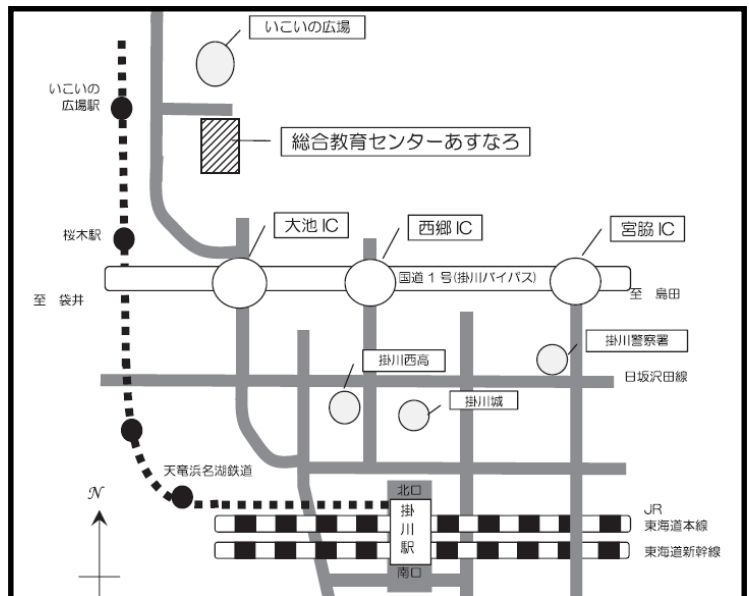 いこいの広場
いこいの
広場駅
総合教育センターあすなろ
大池 IC
西郷 IC
宮脇 IC
桜木駅
国道 1 号(掛川バイパス)
至 袋井
至 島田
掛川警察署
掛川西高
日坂沢田線
掛川城
天竜浜名湖鉄道
N
北口
掛川駅
JR
東海道本線
東海道新幹線
南口